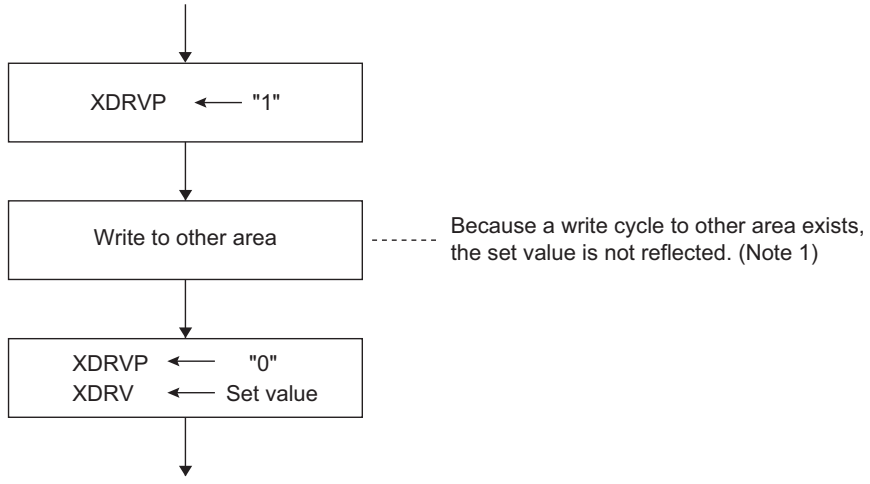 XDRVP ← "1"
Write to other area
Because a write cycle to other area exists,
the set value is not reflected. (Note 1)
XDRVP ← "0"
XDRV ← Set value